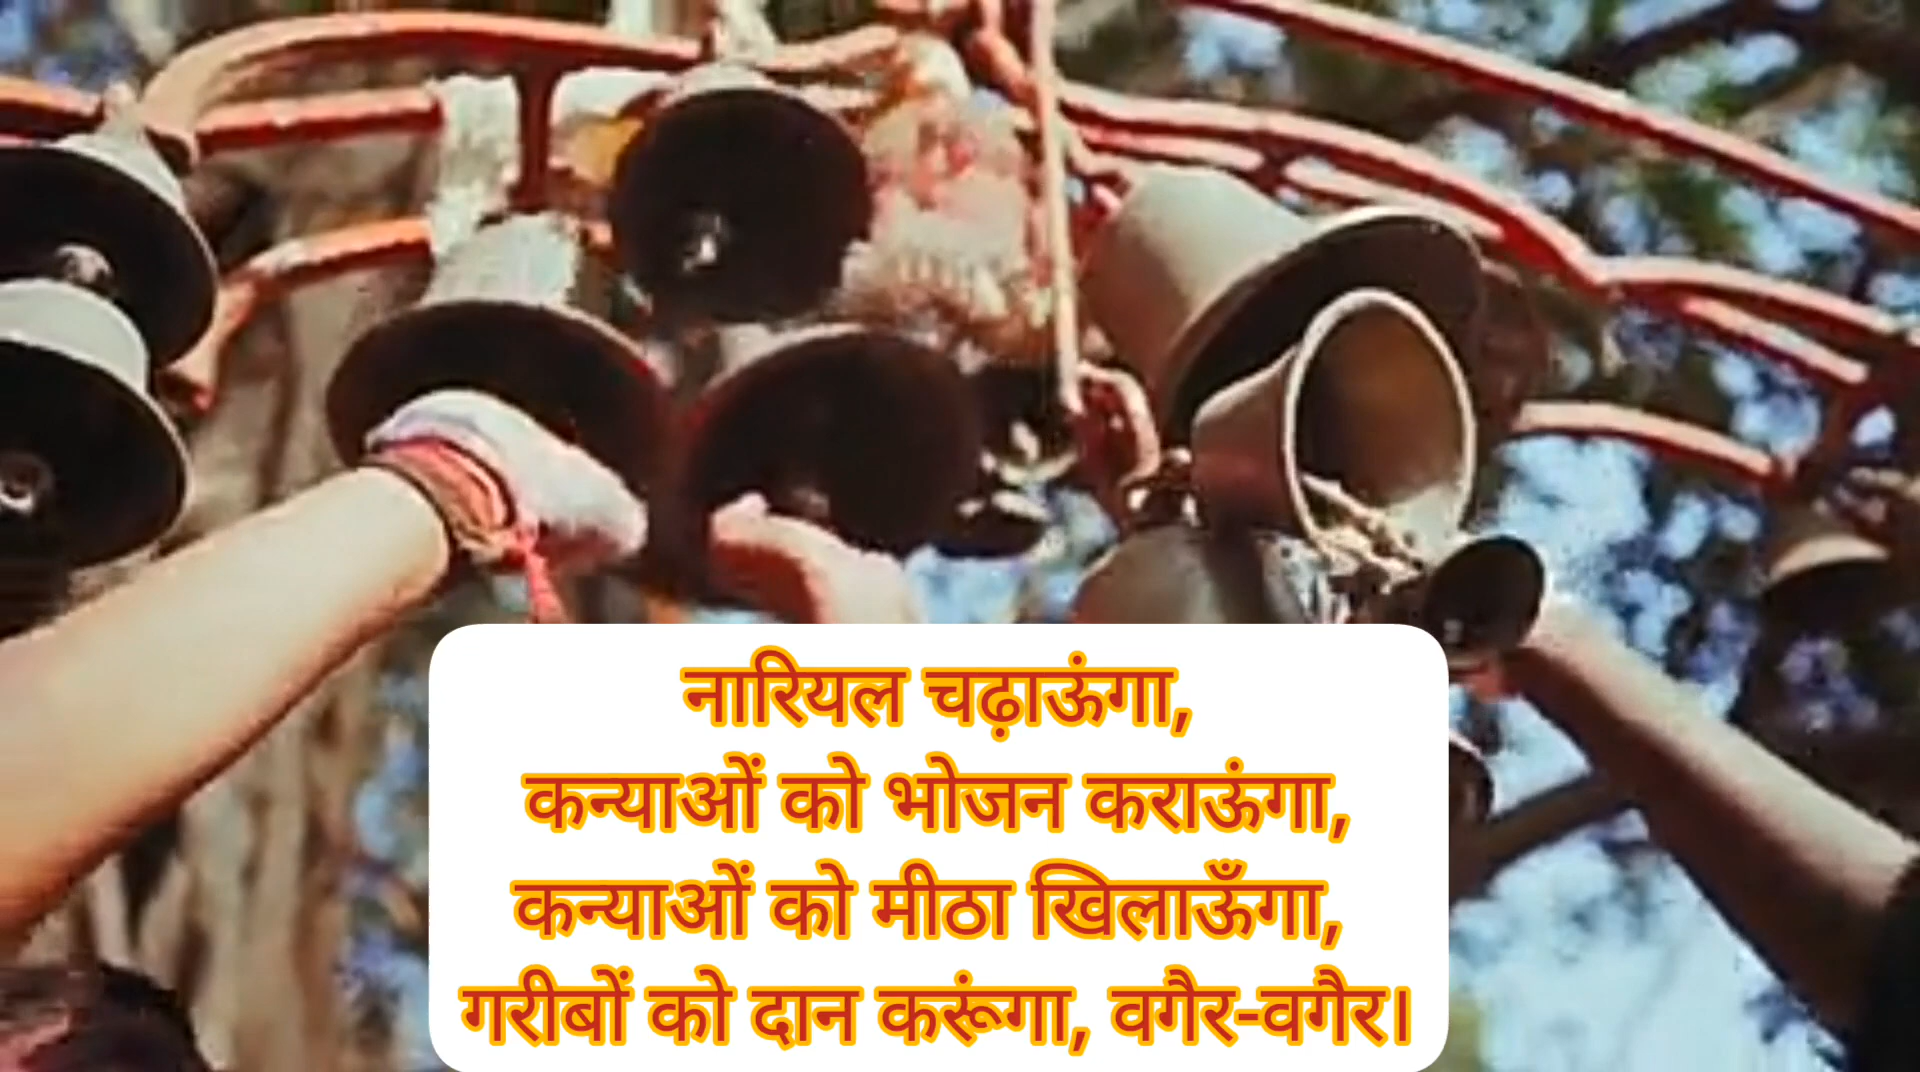 नारियल चढ़ाऊंगा,
कन्याओं को भोजन कराऊंगा,
कन्याओं को मीठा खिलाऊँगा,
गरीबों को दान करूंगा, वगैर-वगैर।